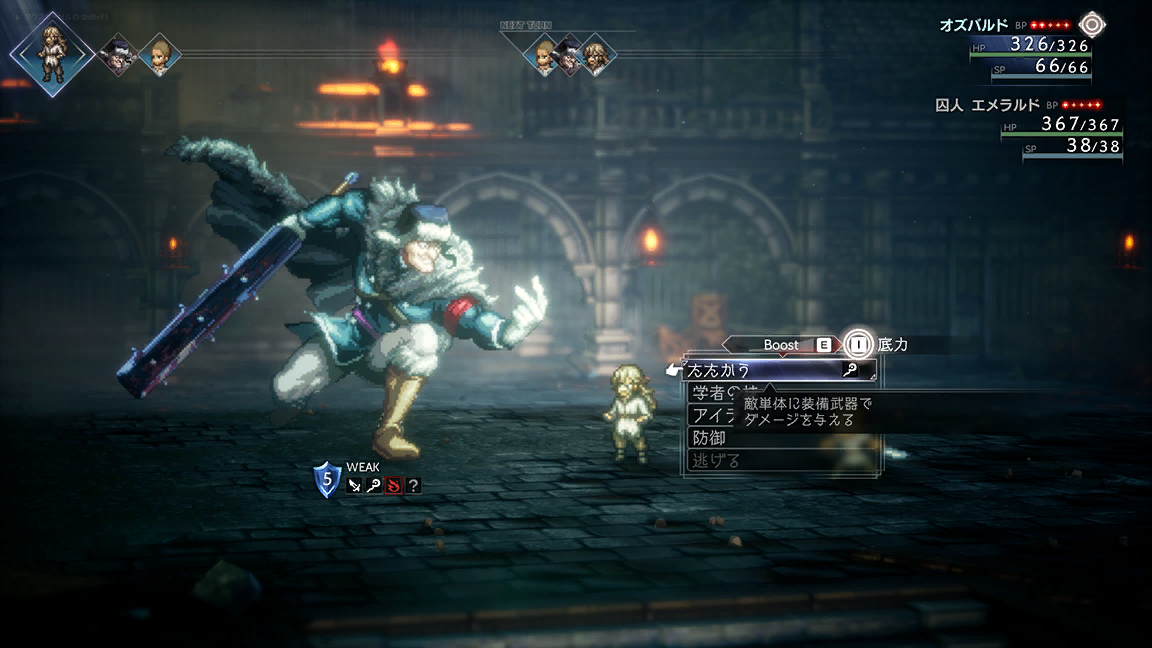 NEXT TURN
オズバルド BP
HP 326/326
SP 66/66
囚人 エメラルド BP
HP 367/367
SP 38/38
Boost E 底力
たたかう
学者の
敵単体に装備武器で
アイ
ダメージを与える
防御
逃げる
WEAK
5 ?